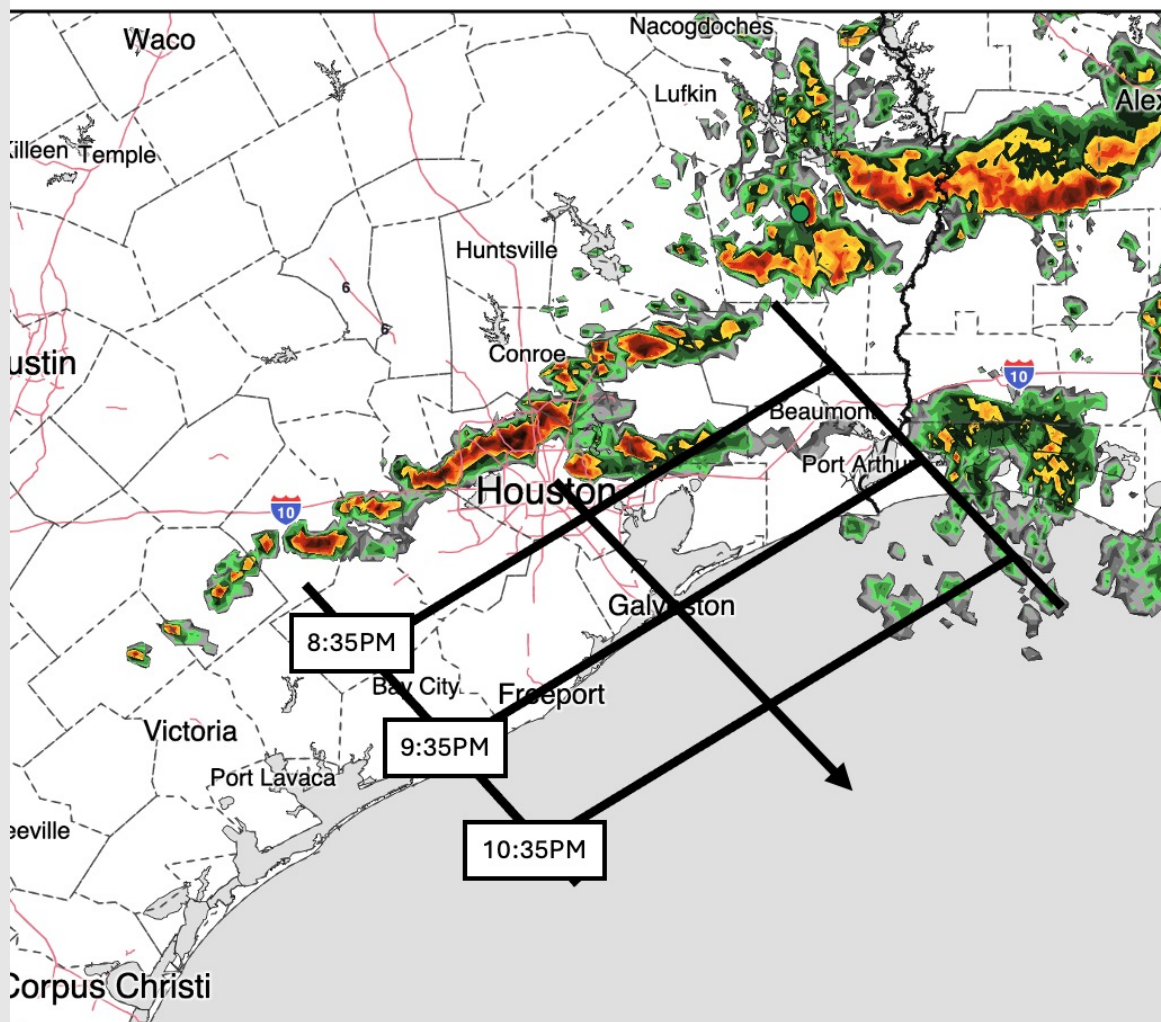 Nacogdoches
Waco
Lufkin
Alex
Killeen
Temple
Huntsville
6
6
Conroe
ustin
10
Beaumont
Port Arthur
Houston
10
Galveston
8:35PM
Bay City
Freeport
9:35PM
Victoria
Port Lavaca
eeville
10:35PM
Corpus Christi